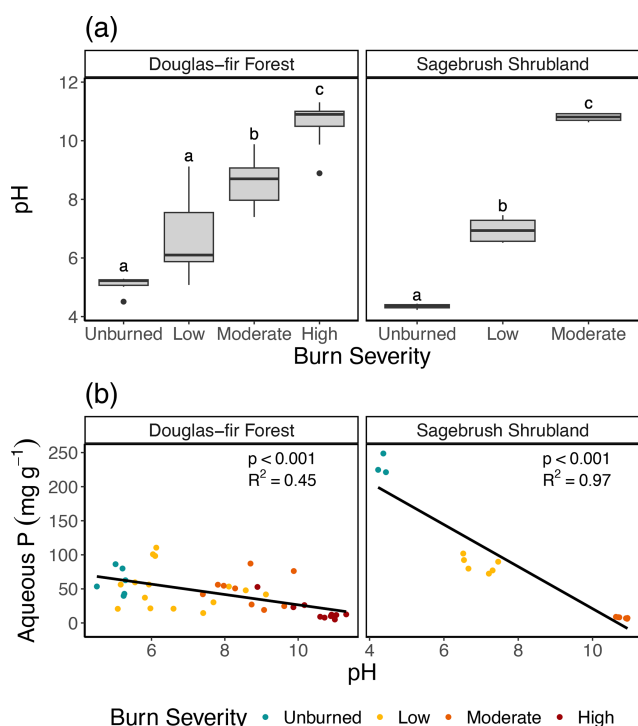 (a)
Douglas−fir Forest Sagebrush Shrubland
12
10
8
6
4
pH
a a b c
a b c
Unburned Low Moderate High Unburned Low Moderate
Burn Severity
(b)
Douglas−fir Forest Sagebrush Shrubland
250
200
150
100
50
0
Aqueous P (mg g⁻¹)
p < 0.001
R² = 0.45
p < 0.001
R² = 0.97
6 8 10 4 6 8 10
pH
Burn Severity Unburned Low Moderate High